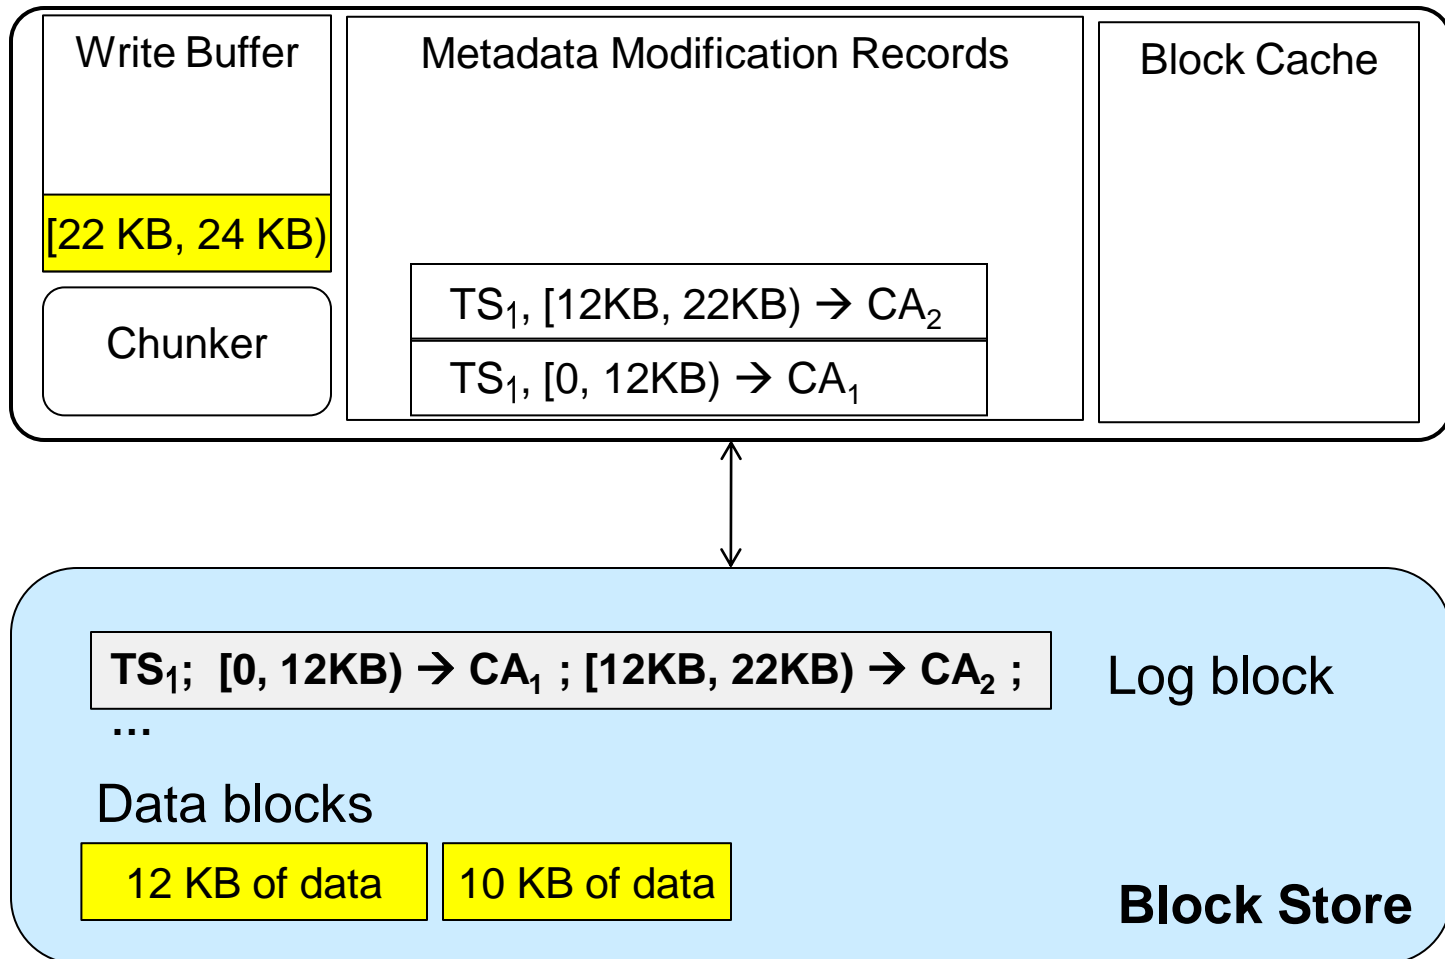 Write Buffer
[22 KB, 24 KB)
Chunker
Metadata Modification Records
TS₁, [12KB, 22KB) → CA₂
TS₁, [0, 12KB) → CA₁
Block Cache
TS₁; [0, 12KB) → CA₁ ; [12KB, 22KB) → CA₂ ;
...
Log block
Data blocks
12 KB of data
10 KB of data
Block Store